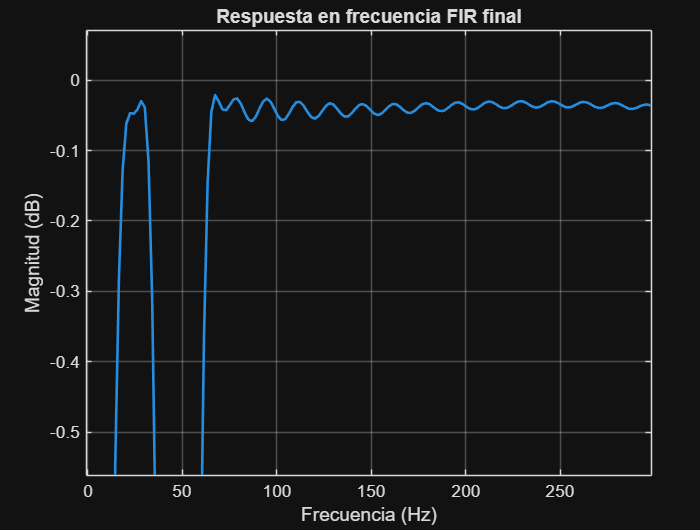 Respuesta en frecuencia FIR final
Magnitud (dB)
0
-0.1
-0.2
-0.3
-0.4
-0.5
0 50 100 150 200 250
Frecuencia (Hz)